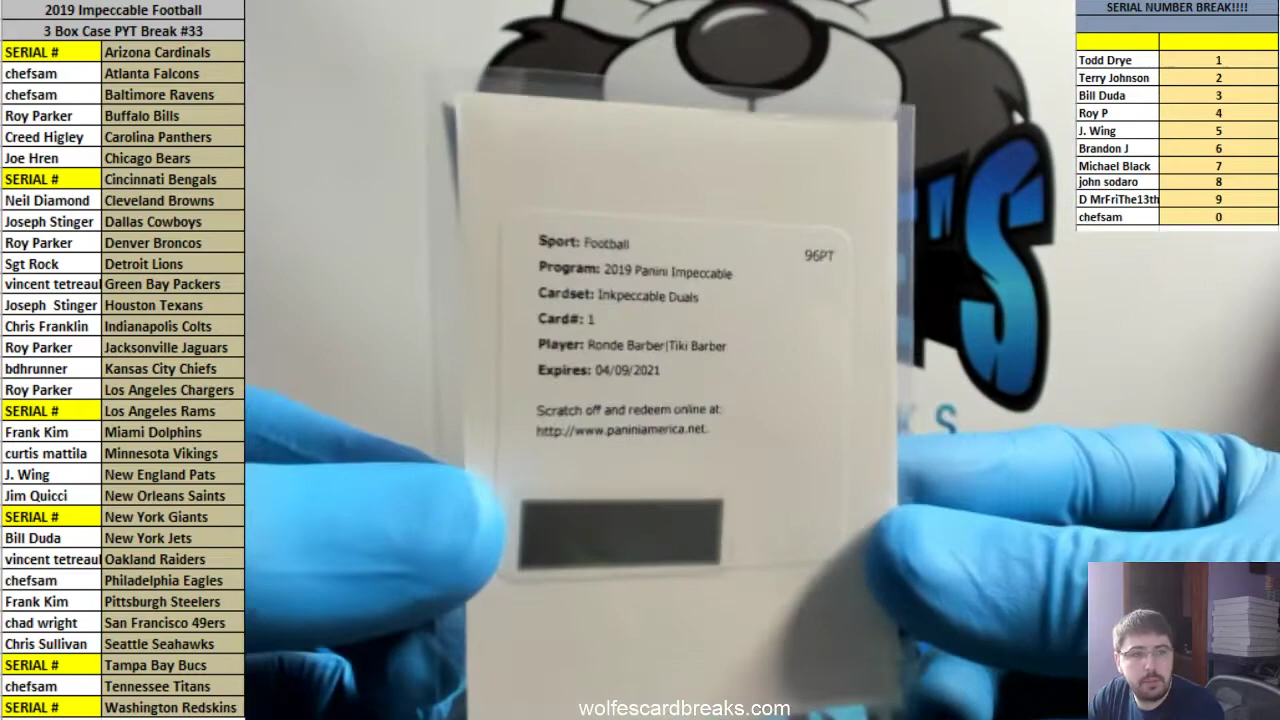 2019 Impeccable Football
3 Box Case PYT Break #33
SERIAL # Arizona Cardinals
chefsam Atlanta Falcons
chefsam Baltimore Ravens
Roy Parker Buffalo Bills
Creed Higley Carolina Panthers
Joe Hren Chicago Bears
SERIAL # Cincinnati Bengals
Neil Diamond Cleveland Browns
Joseph Stinger Dallas Cowboys
Roy Parker Denver Broncos
Sgt Rock Detroit Lions
vincent tetreaul Green Bay Packers
Joseph Stinger Houston Texans
Chris Franklin Indianapolis Colts
Roy Parker Jacksonville Jaguars
bdhrunner Kansas City Chiefs
Roy Parker Los Angeles Chargers
SERIAL # Los Angeles Rams
Frank Kim Miami Dolphins
curtis mattila Minnesota Vikings
J. Wing New England Pats
Jim Quicci New Orleans Saints
SERIAL # New York Giants
Bill Duda New York Jets
vincent tetreaul Oakland Raiders
chefsam Philadelphia Eagles
Frank Kim Pittsburgh Steelers
chad wright San Francisco 49ers
Chris Sullivan Seattle Seahawks
SERIAL # Tampa Bay Bucs
chefsam Tennessee Titans
SERIAL # Washington Redskins
Sport: Football
96PT
Program: 2019 Panini Impeccable
Cardset: Inkpeccable Duals
Card#: 1
Player: Ronde Barber|Tiki Barber
Expires: 04/09/2021
Scratch off and redeem online at:
http://www.paniniamerica.net.
'S
K S
wolfescardbreaks.com
SERIAL NUMBER BREAK!!!!
Todd Drye 1
Terry Johnson 2
Bill Duda 3
Roy P 4
J. Wing 5
Brandon J 6
Michael Black 7
john sodaro 8
D MrFriThe13th 9
chefsam 0